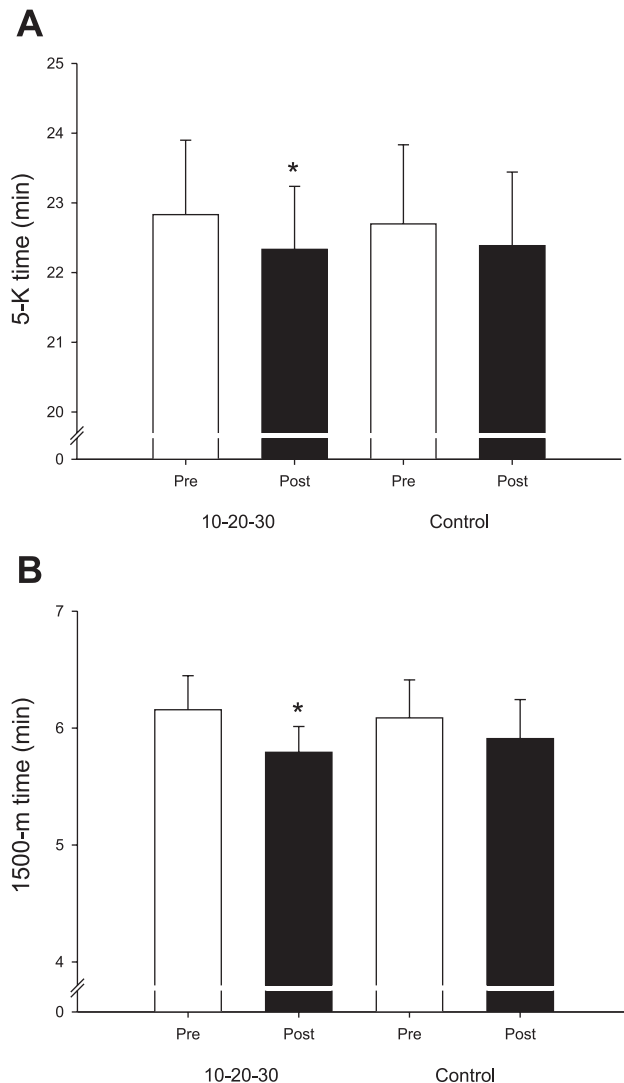 A
5-K time (min)
25
24
23
22
21
20
0
*
Pre Post Pre Post
10-20-30 Control
B
1500-m time (min)
7
6
5
4
0
*
Pre Post Pre Post
10-20-30 Control